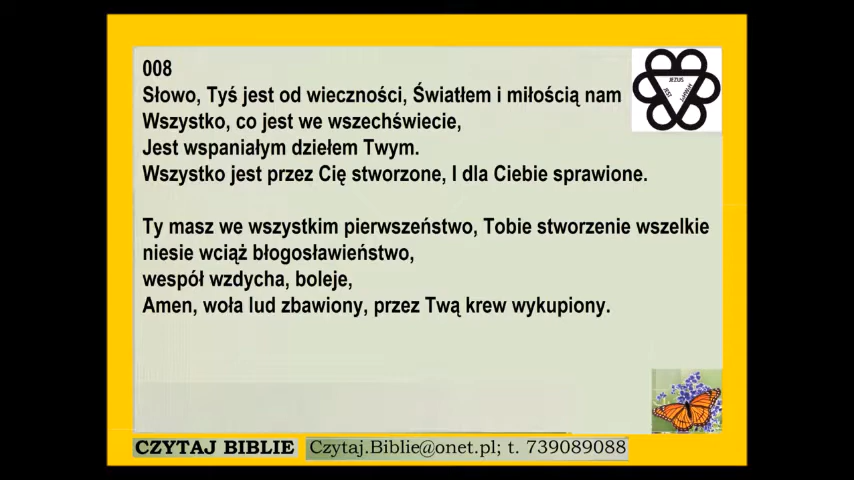 008
Słowo, Tyś jest od wieczności, Światłem i miłością nam
Wszystko, co jest we wszechświecie,
Jest wspaniałym dziełem Twym.
Wszystko jest przez Cię stworzone, I dla Ciebie sprawione.
Ty masz we wszystkim pierwszeństwo, Tobie stworzenie wszelkie
niesie wciąż błogosławieństwo,
wespół wzdycha, boleje,
Amen, woła lud zbawiony, przez Twą krew wykupiony.
JEZUS
JEST
CZYTAJ BIBLIE
Czytaj.Biblie@onet.pl; t. 739089088